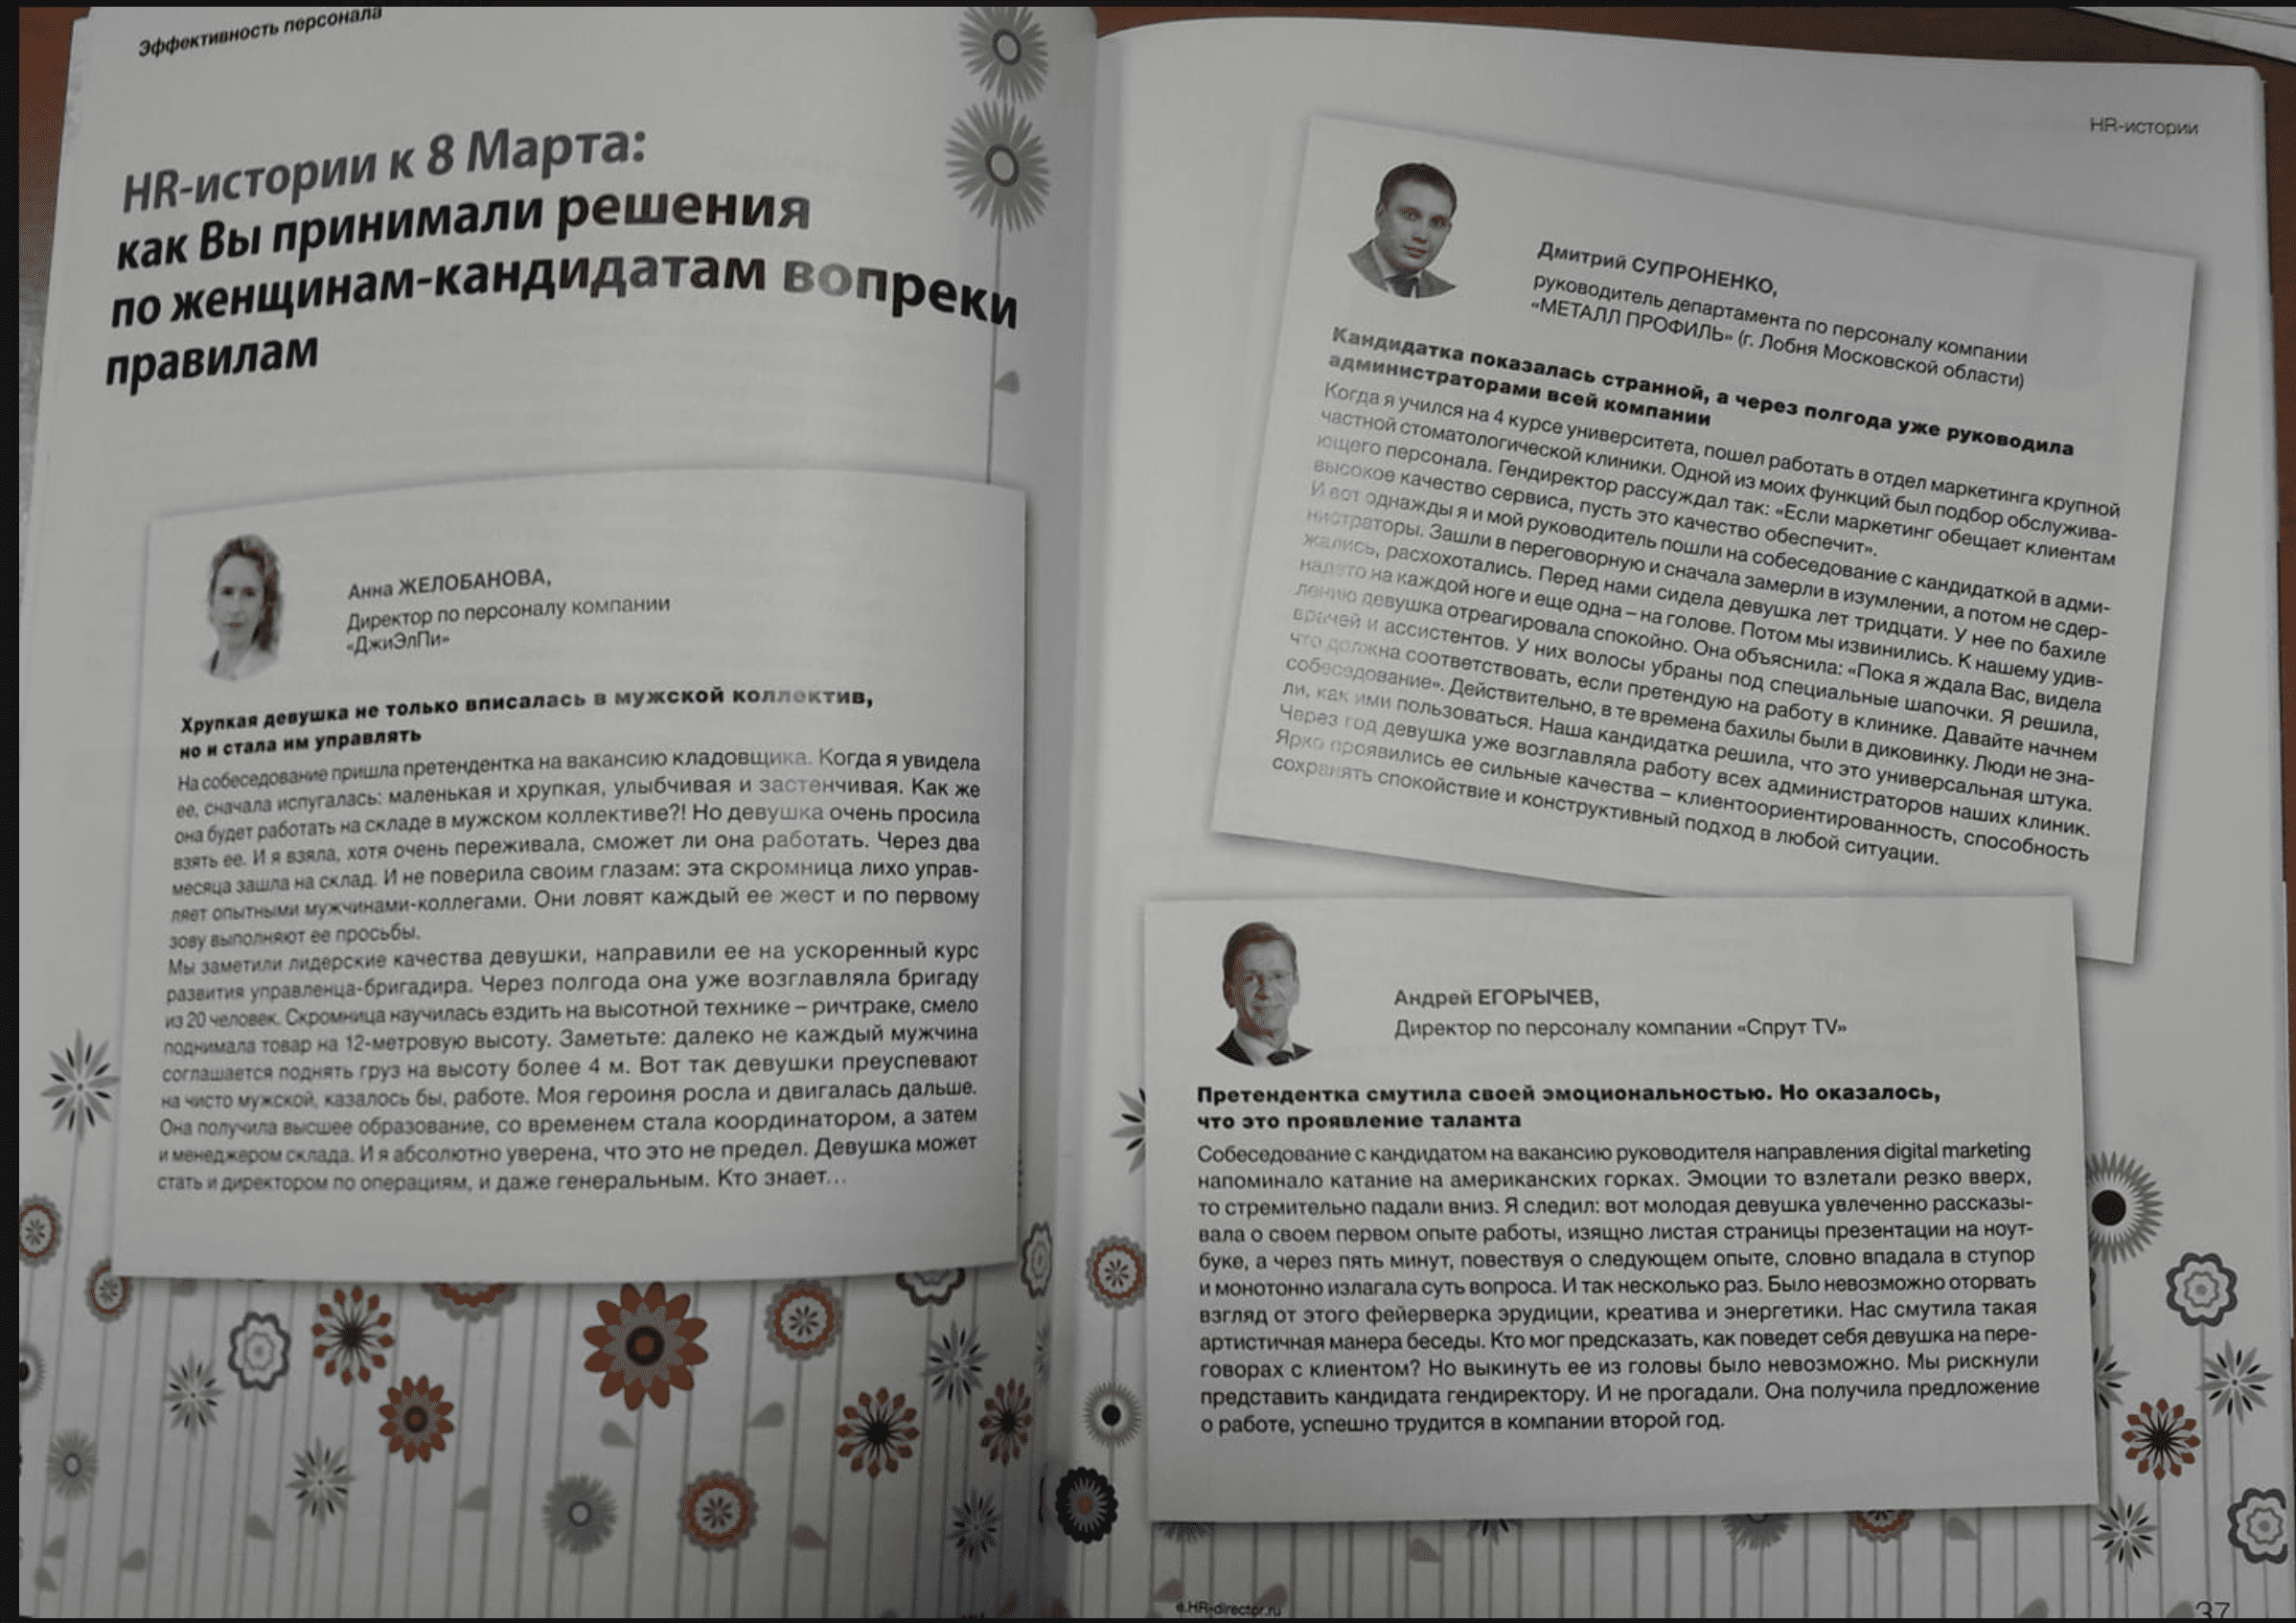 Эффективность персонала
HR-истории к 8 Марта:
как Вы принимали решения
по женщинам-кандидатам вопреки
правилам
Анна ЖЕЛОБАНОВА,
Директор по персоналу компании
«ДжиЭлПи»
Хрупкая девушка не только вписалась в мужской коллектив,
но и стала им управлять
На собеседование пришла претендентка на вакансию кладовщика. Когда я увидела
ее, сначала испугалась: маленькая и хрупкая, улыбчивая и застенчивая. Как же
она будет работать на складе в мужском коллективе?! Но девушка очень просила
взять ее. И я взяла, хотя очень переживала, сможет ли она работать. Через два
месяца зашла на склад. И не поверила своим глазам: эта скромница лихо управ-
ляет опытными мужчинами-коллегами. Они ловят каждый ее жест и по первому
зову выполняют ее просьбы.
Мы заметили лидерские качества девушки, направили ее на ускоренный курс
развития управленца-бригадира. Через полгода она уже возглавляла бригаду
из 20 человек. Скромница научилась ездить на высотной технике – ричтраке, смело
поднимала товар на 12-метровую высоту. Заметьте: далеко не каждый мужчина
соглашается поднять груз на высоту более 4 м. Вот так девушки преуспевают
на чисто мужской, казалось бы, работе. Моя героиня росла и двигалась дальше.
Она получила высшее образование, со временем стала координатором, а затем
и менеджером склада. И я абсолютно уверена, что это не предел. Девушка может
стать и директором по операциям, и даже генеральным. Кто знает...
HR-истории
Дмитрий СУПРОНЕНКО,
руководитель департамента по персоналу компании
«МЕТАЛЛ ПРОФИЛЬ» (г. Лобня Московской области)
Кандидатка показалась странной, а через полгода уже руководила
администраторами всей компании
Когда я учился на 4 курсе университета, пошел работать в отдел маркетинга крупной
частной стоматологической клиники. Одной из моих функций был подбор обслужива-
ющего персонала. Гендиректор рассуждал так: «Если маркетинг обещает клиентам
высокое качество сервиса, пусть это качество обеспечит».
И вот однажды я и мой руководитель пошли на собеседование с кандидаткой в адми-
нистраторы. Зашли в переговорную и сначала замерли в изумлении, а потом не сдер-
жались, расхохотались. Перед нами сидела девушка лет тридцати. У нее по бахиле
надето на каждой ноге и еще одна – на голове. Потом мы извинились. К нашему удив-
лению девушка отреагировала спокойно. Она объяснила: «Пока я ждала Вас, видела
врачей и ассистентов. У них волосы убраны под специальные шапочки. Я решила,
что должна соответствовать, если претендую на работу в клинике. Давайте начнем
собеседование». Действительно, в те времена бахилы были в диковинку. Люди не зна-
ли, как ими пользоваться. Наша кандидатка решила, что это универсальная штука.
Через год девушка уже возглавляла работу всех администраторов наших клиник.
Ярко проявились ее сильные качества – клиентоориентированность, способность
сохранять спокойствие и конструктивный подход в любой ситуации.
Андрей ЕГОРЫЧЕВ,
Директор по персоналу компании «Спрут TV»
Претендентка смутила своей эмоциональностью. Но оказалось,
что это проявление таланта
Собеседование с кандидатом на вакансию руководителя направления digital marketing
напоминало катание на американских горках. Эмоции то взлетали резко вверх,
то стремительно падали вниз. Я следил: вот молодая девушка увлеченно рассказы-
вала о своем первом опыте работы, изящно листая страницы презентации на ноут-
буке, а через пять минут, повествуя о следующем опыте, словно впадала в ступор
и монотонно излагала суть вопроса. И так несколько раз. Было невозможно оторвать
взгляд от этого фейерверка эрудиции, креатива и энергетики. Нас смутила такая
артистичная манера беседы. Кто мог предсказать, как поведет себя девушка на пере-
говорах с клиентом? Но выкинуть ее из головы было невозможно. Мы рискнули
представить кандидата гендиректору. И не прогадали. Она получила предложение
о работе, успешно трудится в компании второй год.
e.HR-director.ru
37